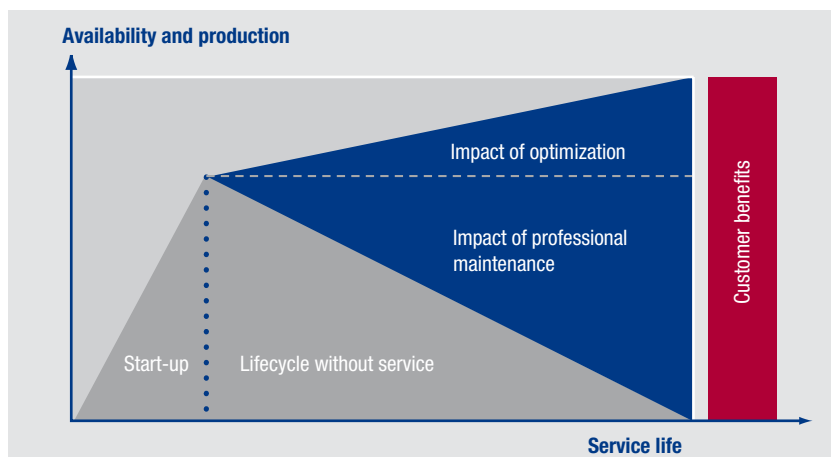 Availability and production
Impact of optimization
Impact of professional
maintenance
Customer benefits
Start-up
Lifecycle without service
Service life